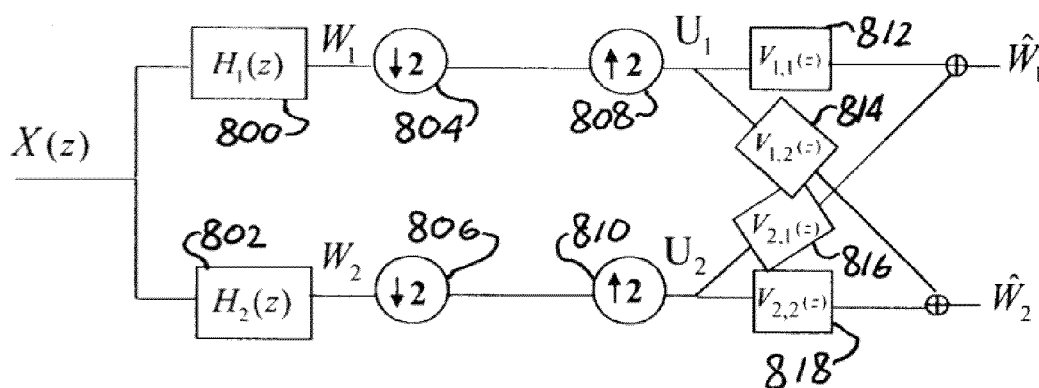 812
W₁ U₁ Ŵ₁
H₁(z) ↓2 ↑2 V₁,₁(z)
814
800 804 808
X(z) V₁,₂(z)
802 806 810 V₂,₁(z)
W₂ U₂ 816
H₂(z) ↓2 ↑2 V₂,₂(z) Ŵ₂
818